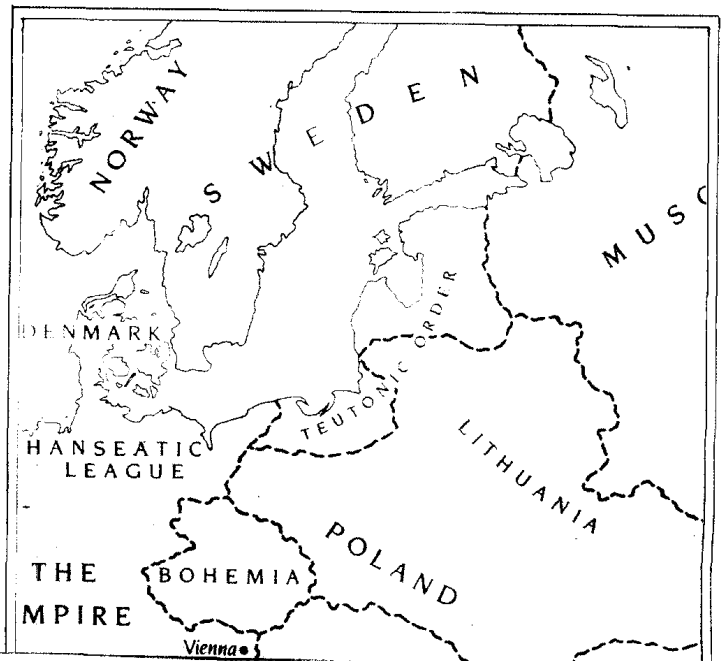 NORWAY
SWEDEN
MUSC
DENMARK
TEUTONIC ORDER
HANSEATIC
LEAGUE
LITHUANIA
POLAND
THE
MPIRE
BOHEMIA
Vienna